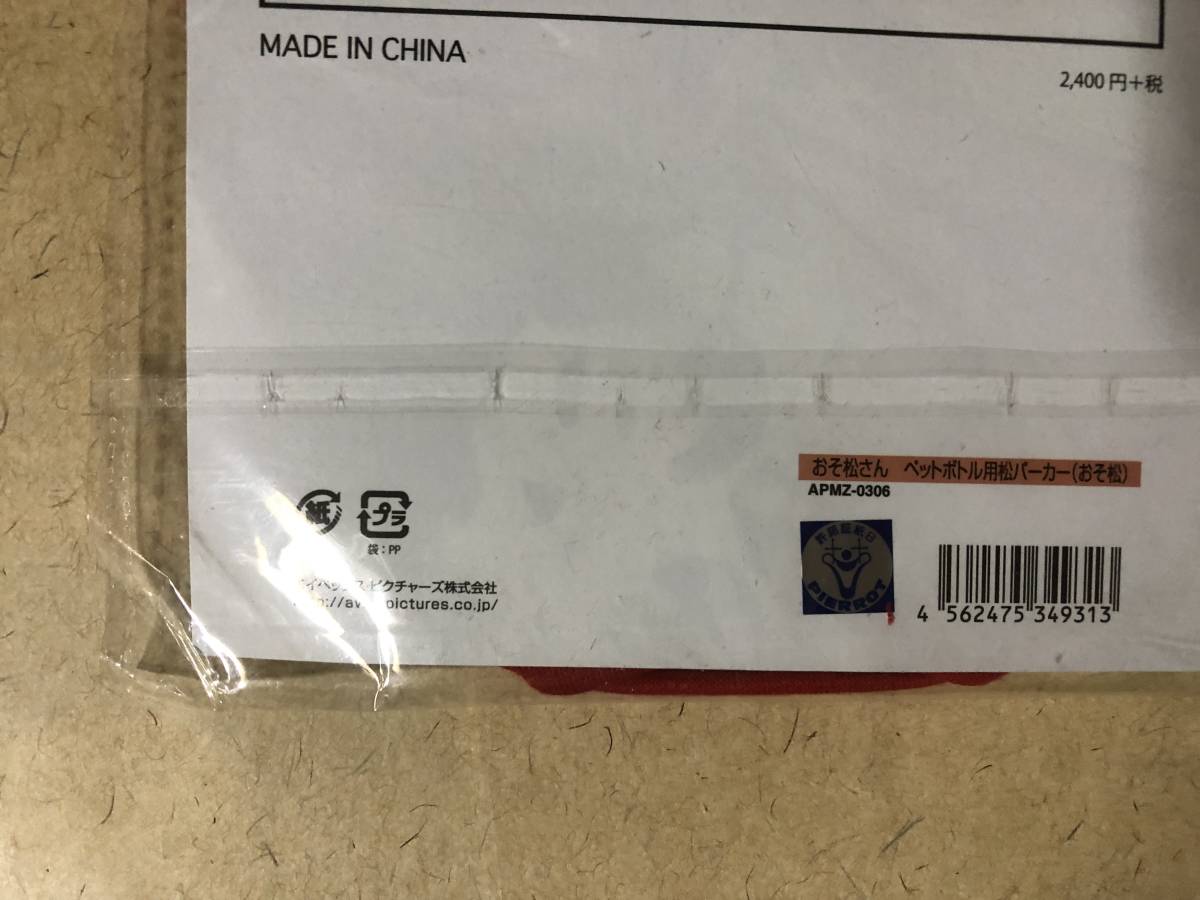 MADE IN CHINA
2,400円+税
おそ松さん ペットボトル用松パーカー(おそ松)
APMZ-0306
紙
プラ
袋:PP
ピクチャーズ株式会社
pictures.co.jp/
PIERROT
4 562475 349313